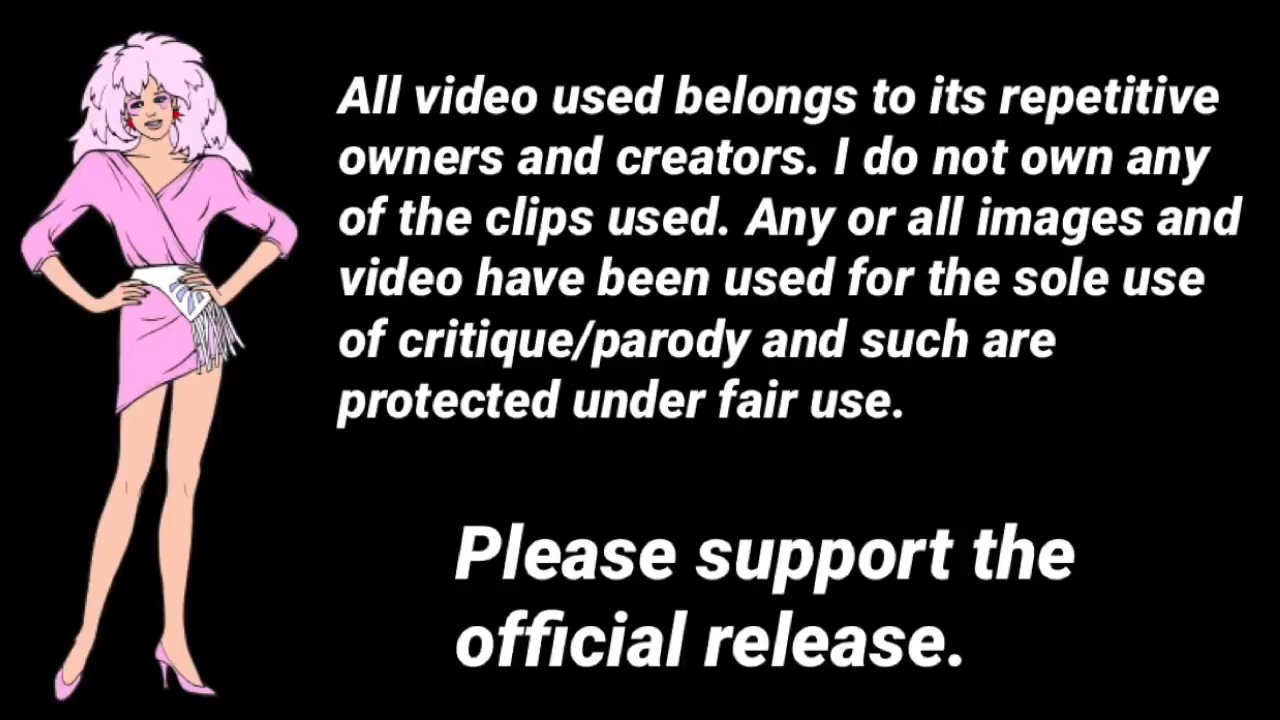 All video used belongs to its repetitive
owners and creators. I do not own any
of the clips used. Any or all images and
video have been used for the sole use
of critique/parody and such are
protected under fair use.
Please support the
official release.